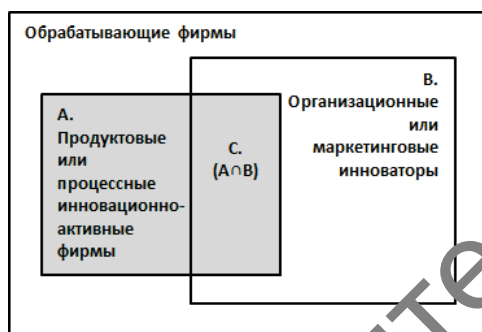 Обрабатывающие фирмы
A.
Продуктовые
или
процессные
инновационно-
активные
фирмы
C.
(A∩B)
B.
Организационные
или
маркетинговые
инноваторы